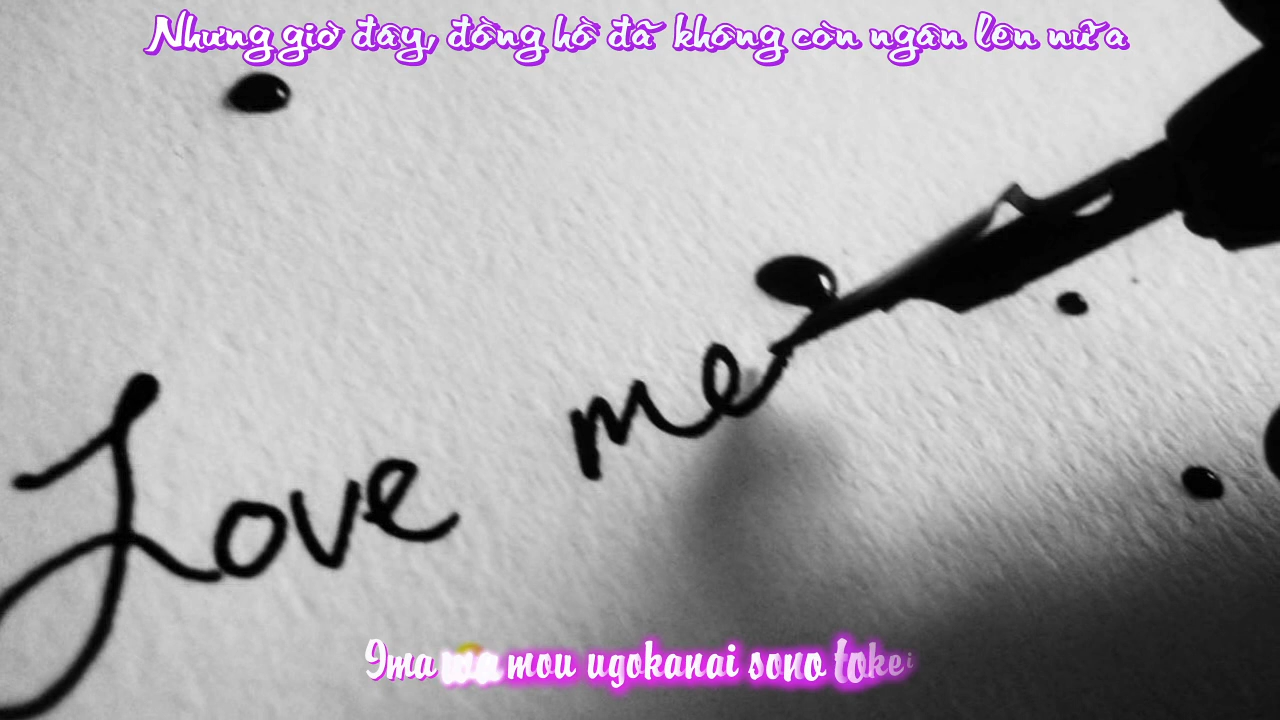 Nhưng giờ đây, đồng hồ đã không còn ngân lên nữa
Love me
Ima wa mou ugokanai sono tokei